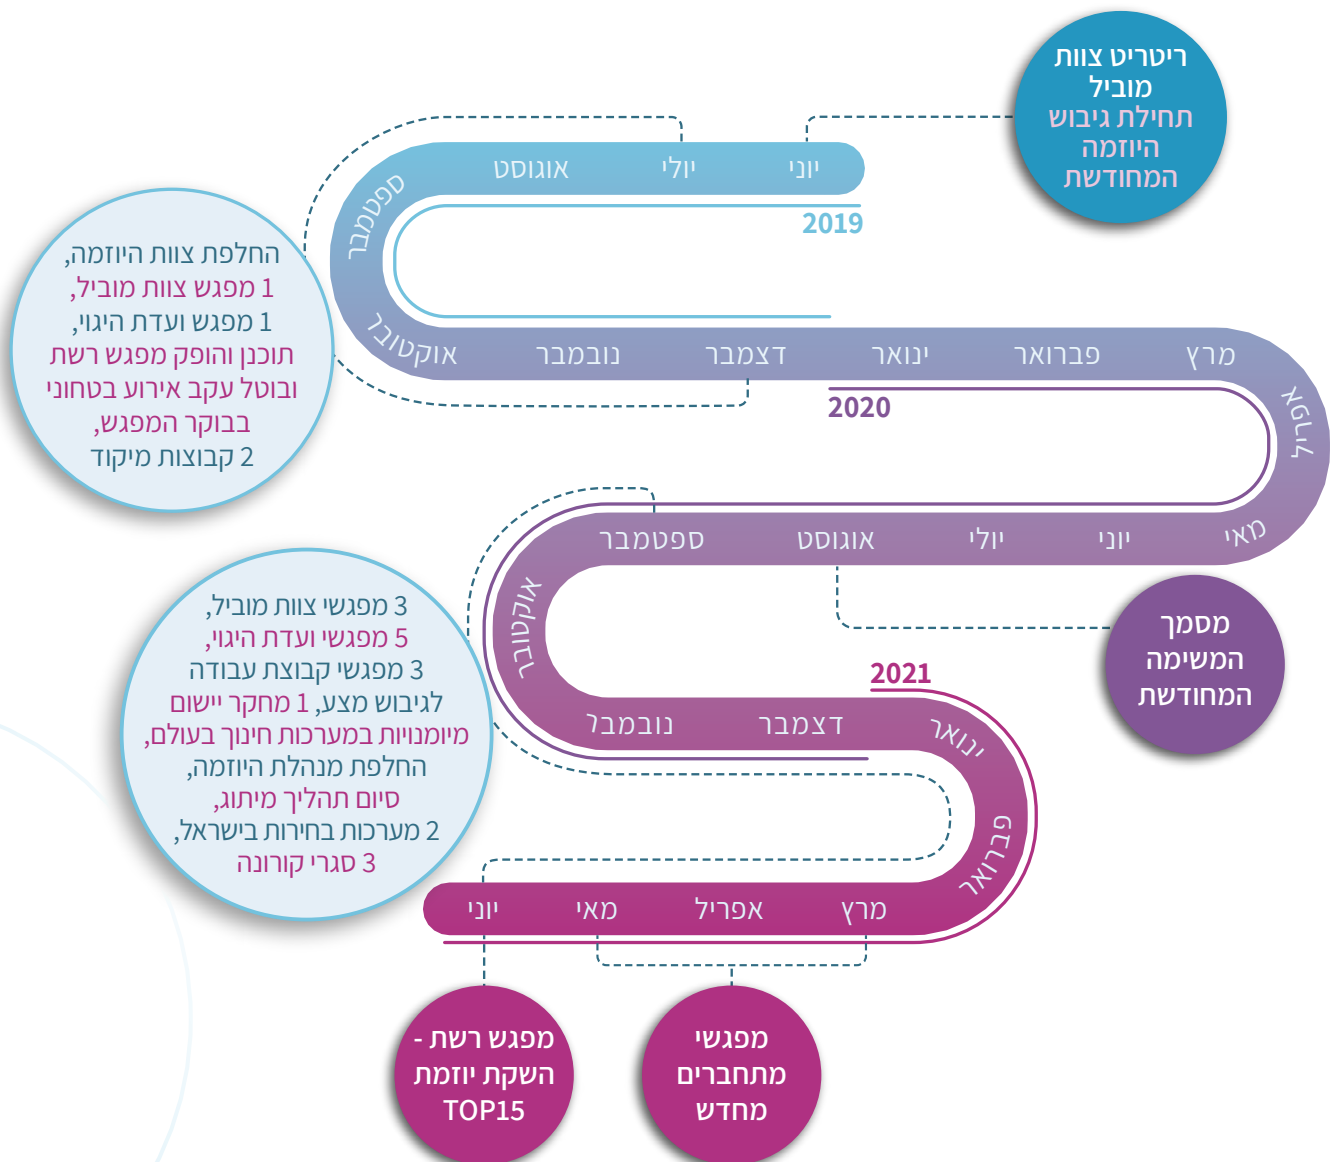 ריטריט צוות
מוביל
תחילת גיבוש
היוזמה
המחודשת
יוני
יולי
אוגוסט
ספטמבר
2019
החלפת צוות היוזמה,
1 מפגש צוות מוביל,
1 מפגש ועדת היגוי,
תוכנן והופק מפגש רשת
ובוטל עקב אירוע בטחוני
בבוקר המפגש,
2 קבוצות מיקוד
אוקטובר
נובמבר
דצמבר
ינואר
פברואר
מרץ
2020
אפריל
מאי
יוני
יולי
אוגוסט
ספטמבר
אוקטובר
מסמך
המשימה
המחודשת
3 מפגשי צוות מוביל,
5 מפגשי ועדת היגוי,
3 מפגשי קבוצת עבודה
לגיבוש מצע, 1 מחקר יישום
מיומנויות במערכות חינוך בעולם,
החלפת מנהלת היוזמה,
סיום תהליך מיתוג,
2 מערכות בחירות בישראל,
3 סגרי קורונה
2021
נובמבר
דצמבר
ינואר
פברואר
מרץ
אפריל
מאי
יוני
מפגשי
מתחברים
מחדש
מפגש רשת -
השקת יוזמת
TOP15